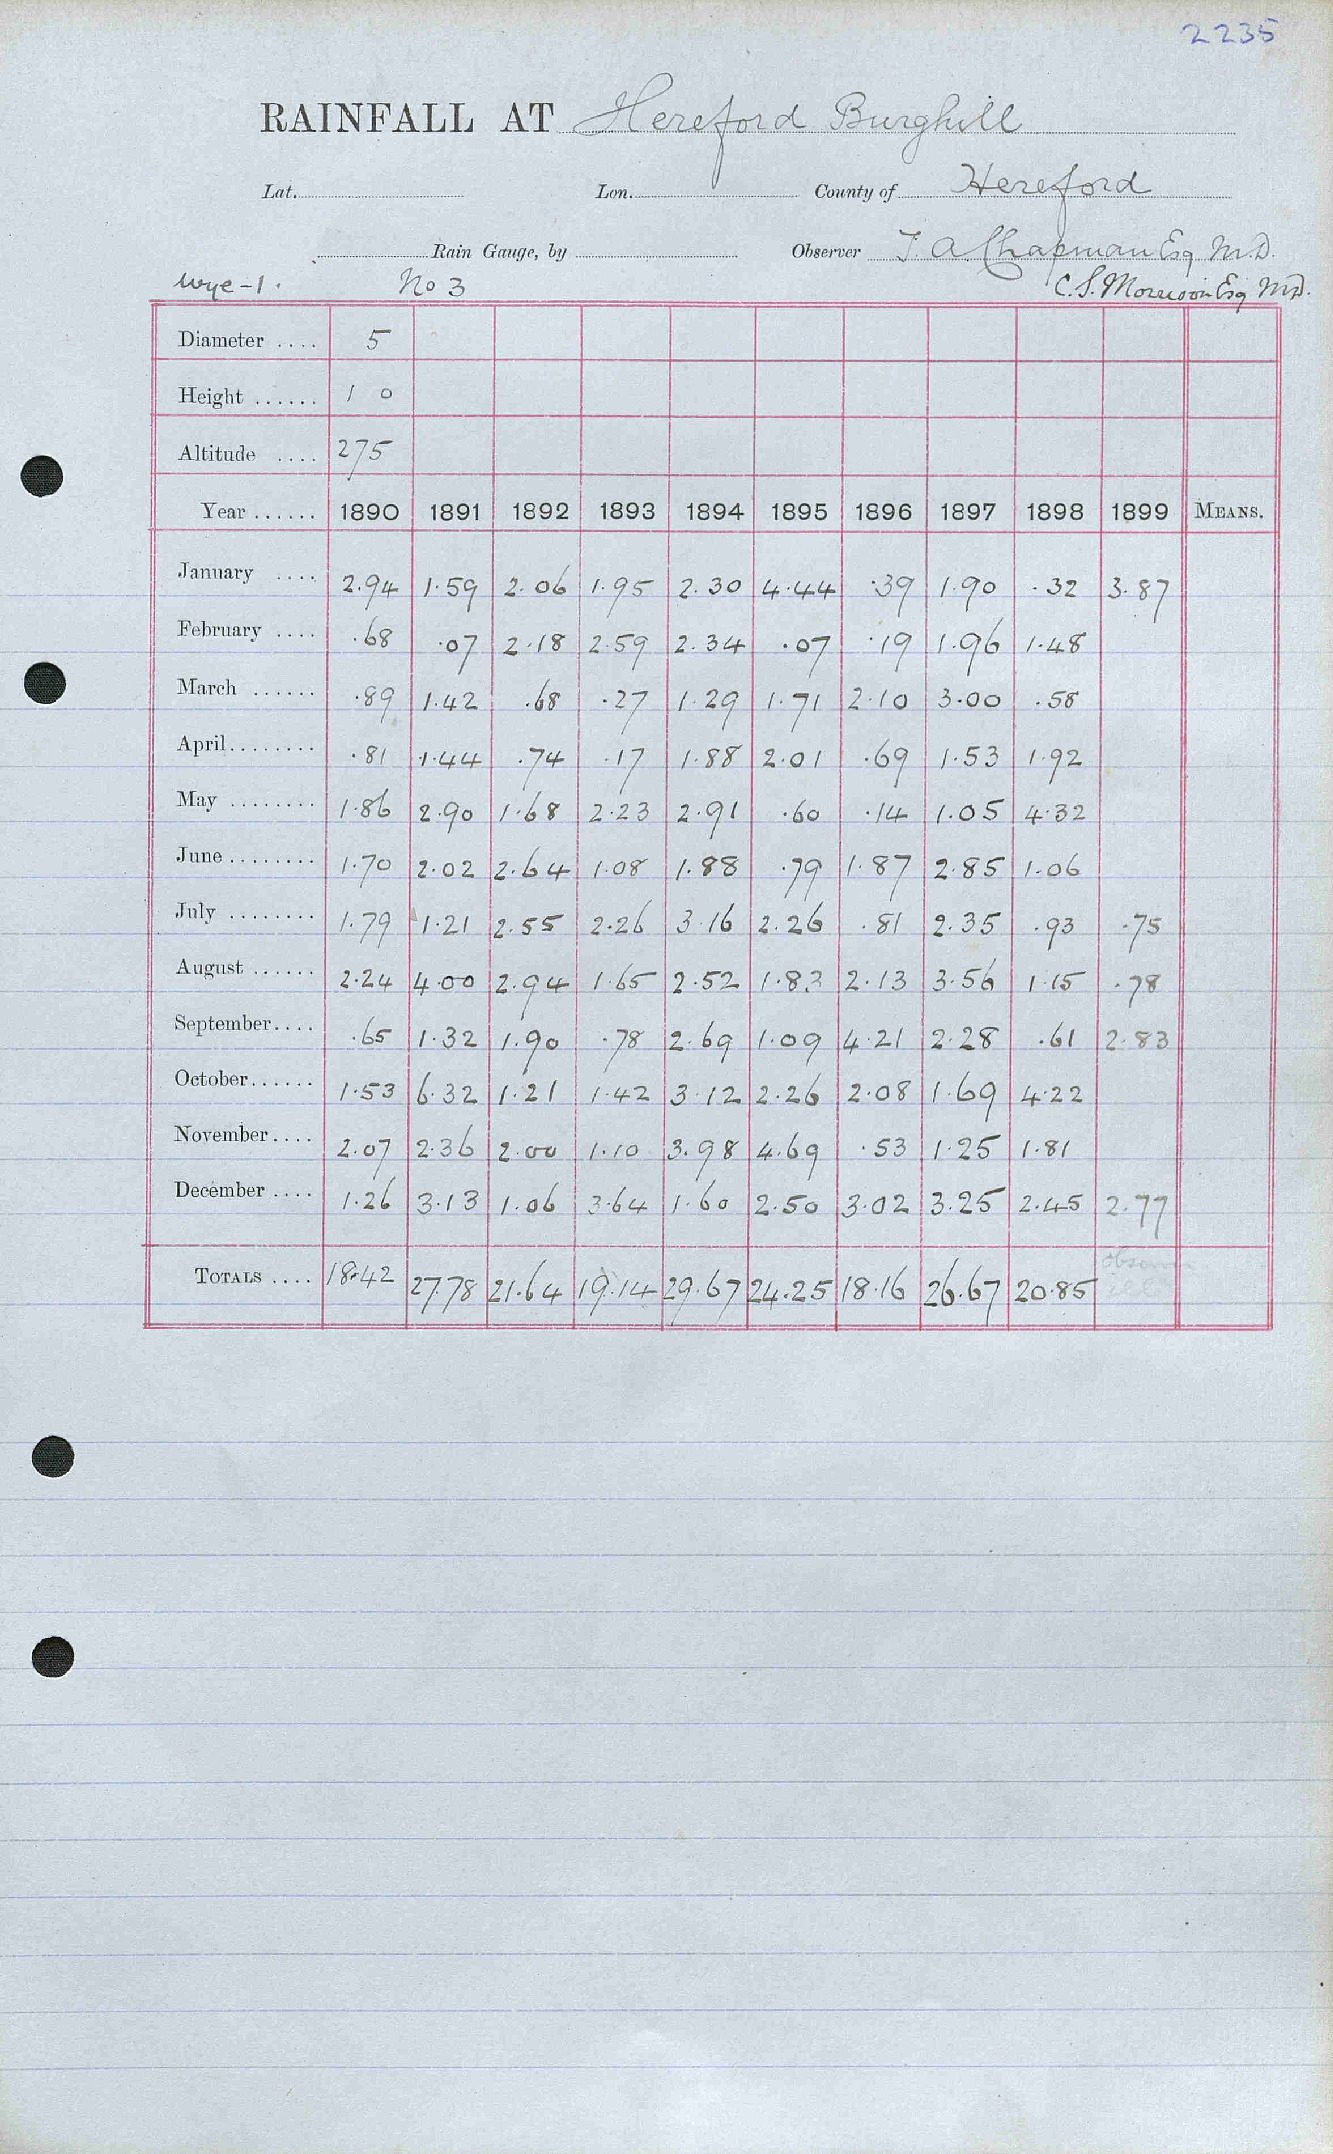 2235
RAINFALL AT Hereford Burghill
Lat. Lon. County of Hereford
Rain Gauge, by Observer T. A Chapman Esq M.D.
Wye-1. No 3 C. S. Morrison Esq MD.
Diameter .... 5
Height ...... 1 0
Altitude .... 275
Year ...... 1890 1891 1892 1893 1894 1895 1896 1897 1898 1899 MEANS.
January .... 2.94 1.59 2.06 1.95 2.30 4.44 .39 1.90 .32 3.87
February .... .68 .07 2.18 2.59 2.34 .07 .19 1.96 1.48
March ...... .89 1.42 .68 .27 1.29 1.71 2.10 3.00 .58
April........ .81 1.44 .74 .17 1.88 2.01 .69 1.53 1.92
May ........ 1.86 2.90 1.68 2.23 2.91 .60 .14 1.05 4.32
June ........ 1.70 2.02 2.64 1.08 1.88 .79 1.87 2.85 1.06
July ........ 1.79 1.21 2.55 2.26 3.16 2.26 .81 2.35 .93 .75
August ...... 2.24 4.00 2.94 1.65 2.52 1.83 2.13 3.56 1.15 .78
September.... .65 1.32 1.90 .78 2.69 1.09 4.21 2.28 .61 2.83
October...... 1.53 6.32 1.21 1.42 3.12 2.26 2.08 1.69 4.22
November.... 2.07 2.36 2.00 1.10 3.98 4.69 .53 1.25 1.81
December .... 1.26 3.13 1.06 3.64 1.60 2.50 3.02 3.25 2.45 2.77
TOTALS .... 18.42 27.78 21.64 19.14 29.67 24.25 18.16 26.67 20.85